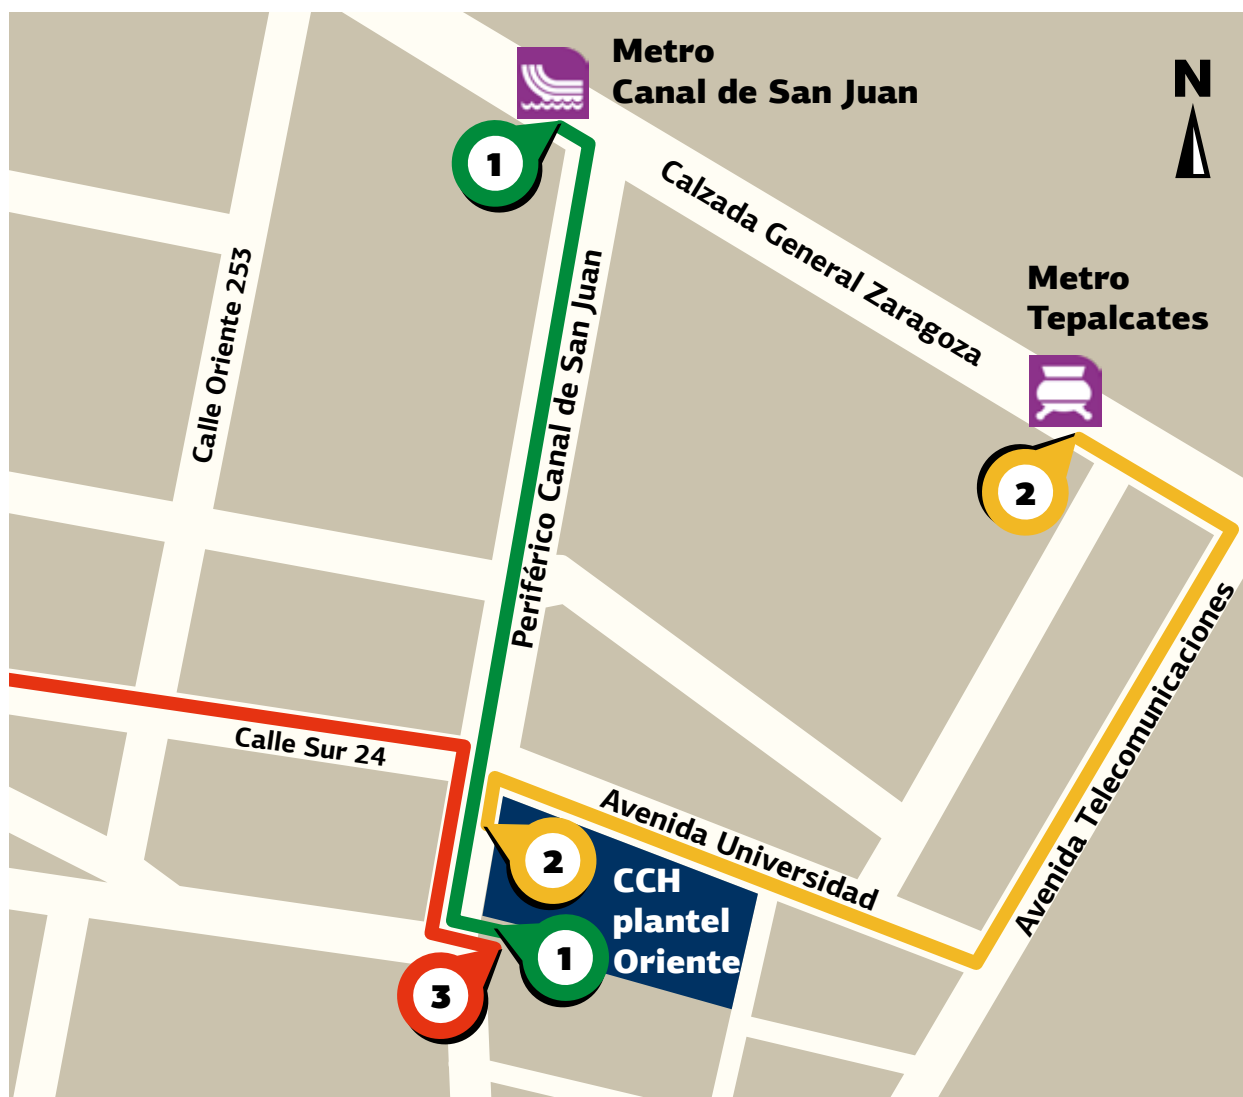 Metro
Canal de San Juan
N
1
Calzada General Zaragoza
Calle Oriente 253
Periférico Canal de San Juan
Metro
Tepalcates
2
Avenida Telecomunicaciones
Calle Sur 24
Avenida Universidad
2
CCH
plantel
Oriente
1
3